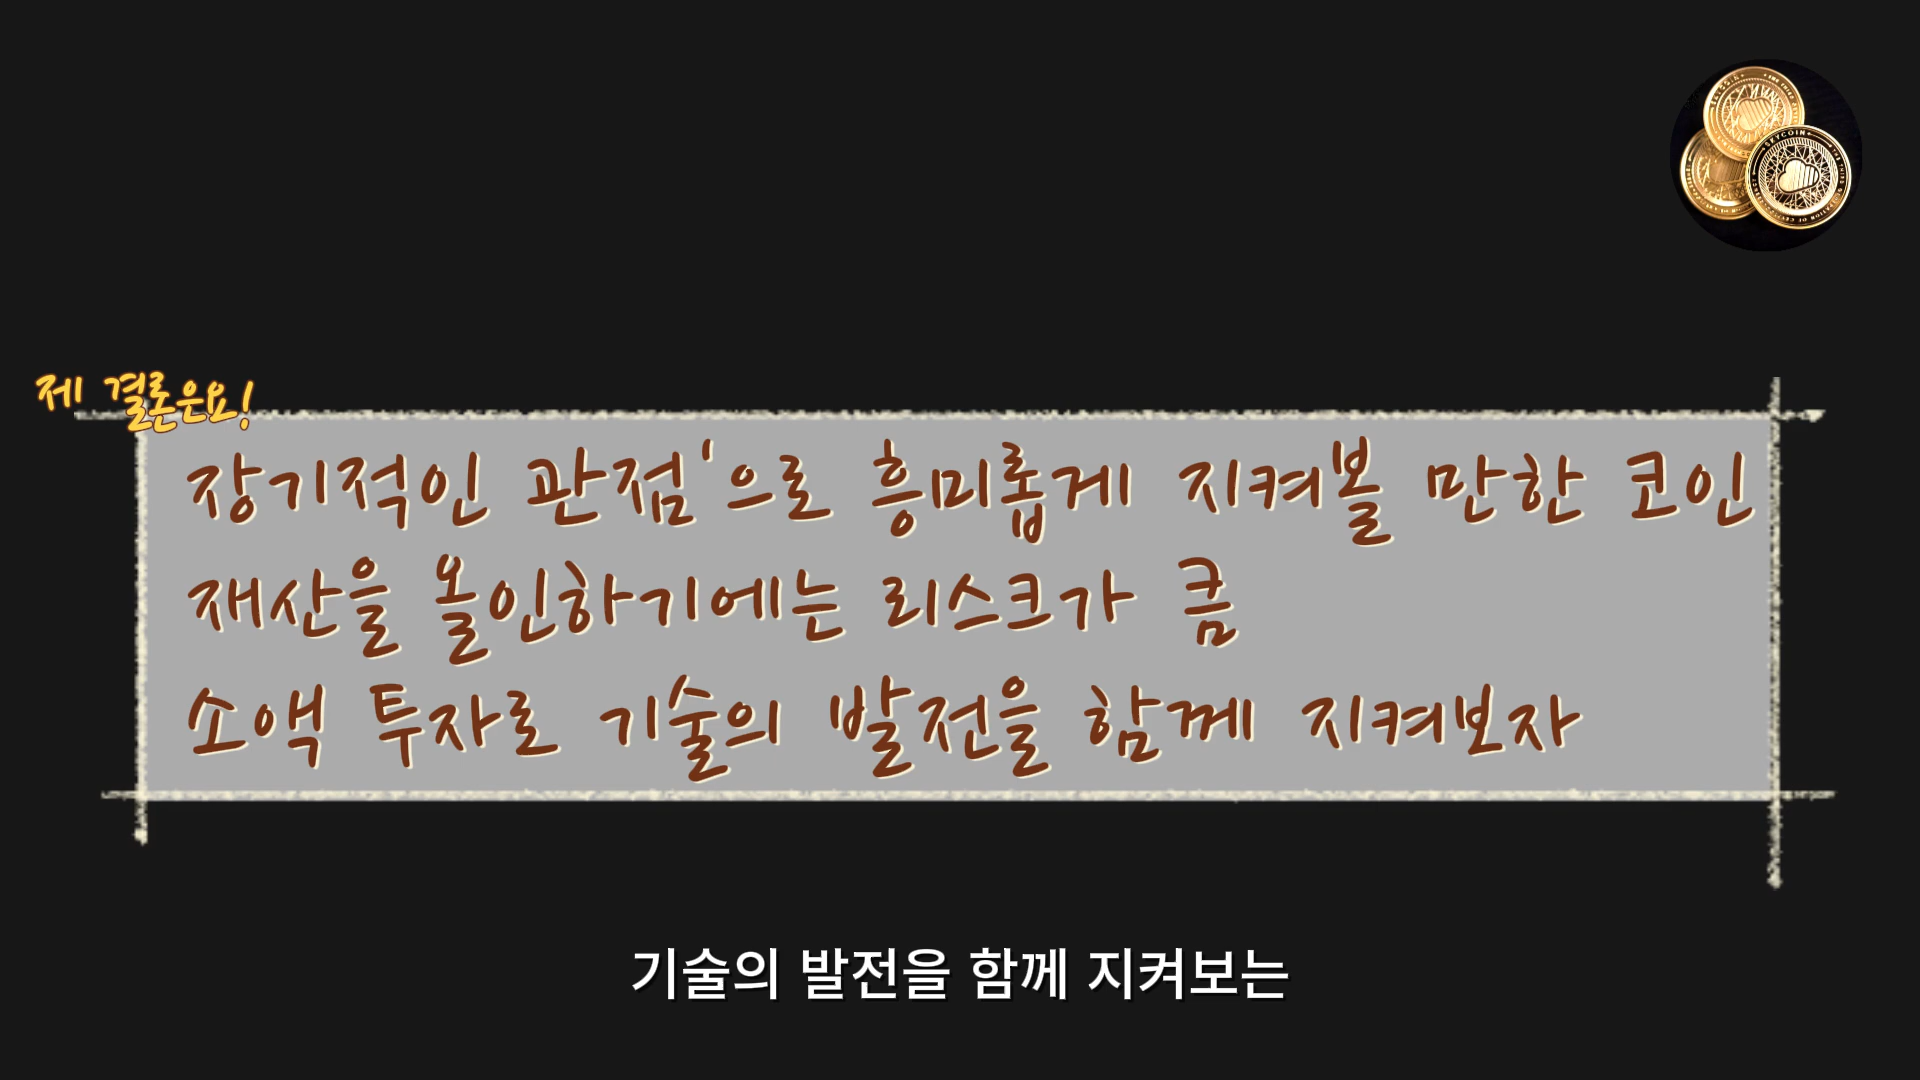 SKYCOIN
제 결론은요!
장기적인 관점'으로 흥미롭게 지켜볼 만한 코인
재산을 올인하기에는 리스크가 큼
소액 투자로 기술의 발전을 함께 지켜보자
기술의 발전을 함께 지켜보는